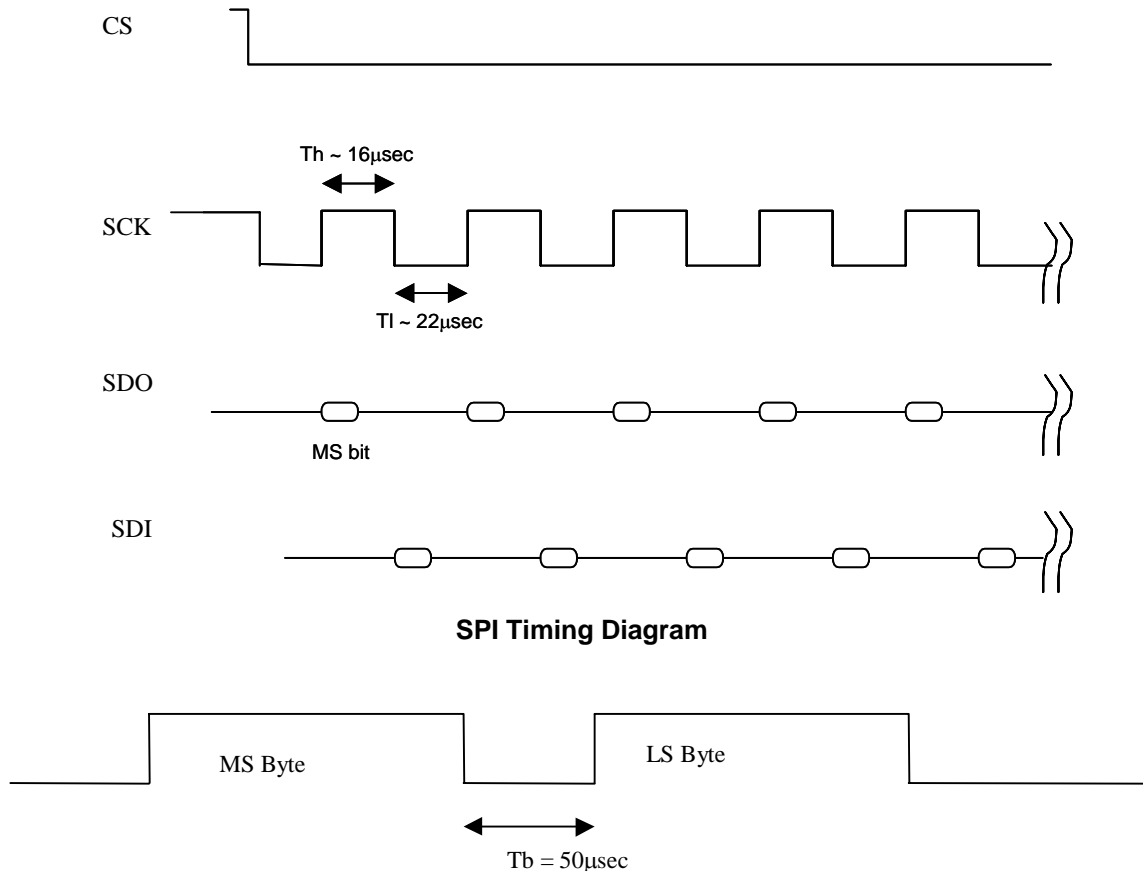 CS
Th ~ 16μsec
SCK
Tl ~ 22μsec
SDO
MS bit
SDI
SPI Timing Diagram
MS Byte
LS Byte
Tb = 50μsec